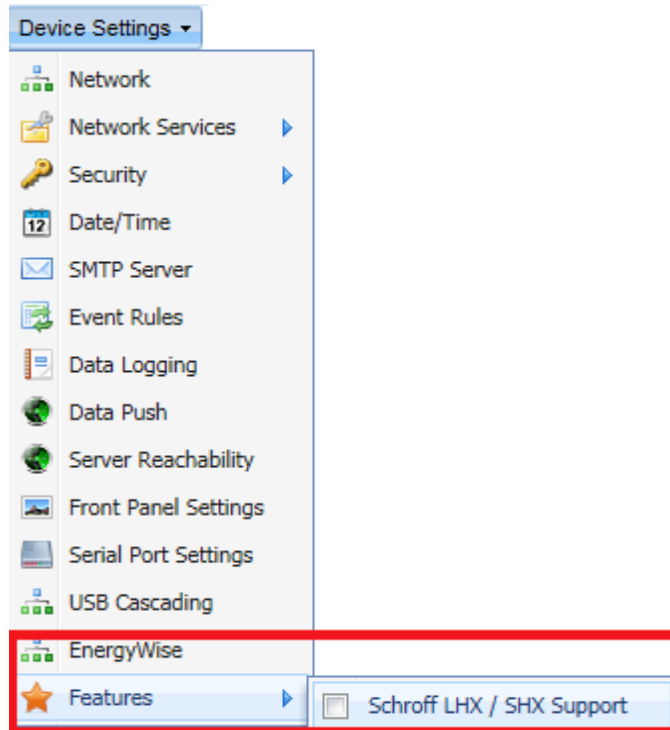 Device Settings
Network
Network Services
Security
12 Date/Time
SMTP Server
Event Rules
Data Logging
Data Push
Server Reachability
Front Panel Settings
Serial Port Settings
USB Cascading
EnergyWise
Features
Schroff LHX / SHX Support